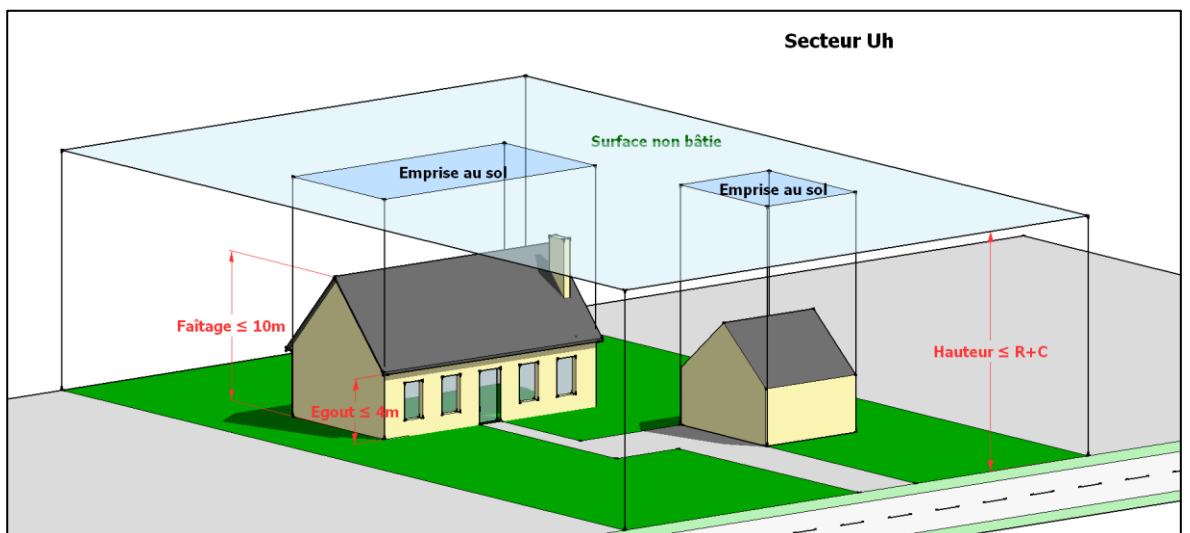 Secteur Uh
Surface non bâtie
Emprise au sol
Emprise au sol
Faîtage ≤ 10m
Hauteur ≤ R+C
Egout ≤ 4m